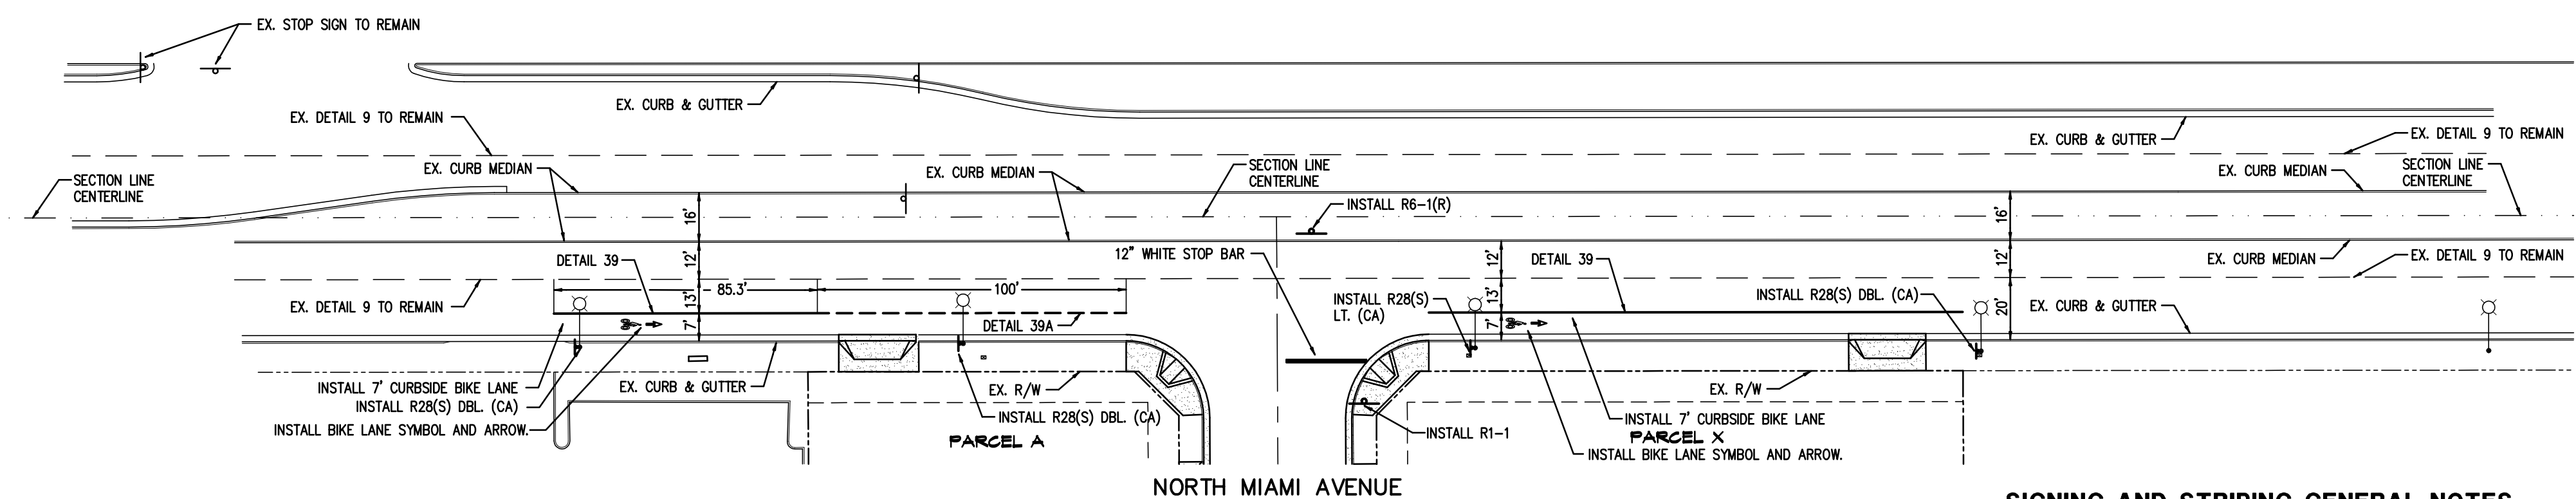 EX. STOP SIGN TO REMAIN
EX. CURB & GUTTER
EX. DETAIL 9 TO REMAIN
EX. CURB & GUTTER
EX. DETAIL 9 TO REMAIN
EX. CURB MEDIAN
EX. CURB MEDIAN
SECTION LINE
CENTERLINE
EX. CURB MEDIAN
SECTION LINE
CENTERLINE
SECTION LINE
CENTERLINE
16'
INSTALL R6-1(R)
16'
12'
DETAIL 39
12" WHITE STOP BAR
12'
DETAIL 39
12'
EX. CURB MEDIAN
EX. DETAIL 9 TO REMAIN
EX. DETAIL 9 TO REMAIN
85.3'
100'
13'
7'
DETAIL 39A
INSTALL R28(S)
LT. (CA)
13'
7'
INSTALL R28(S) DBL. (CA)
20'
EX. CURB & GUTTER
INSTALL 7' CURBSIDE BIKE LANE
EX. CURB & GUTTER
EX. R/W
EX. R/W
INSTALL R28(S) DBL. (CA)
INSTALL R28(S) DBL. (CA)
INSTALL 7' CURBSIDE BIKE LANE
INSTALL BIKE LANE SYMBOL AND ARROW.
PARCEL A
INSTALL R1-1
PARCEL X
INSTALL BIKE LANE SYMBOL AND ARROW.
NORTH MIAMI AVENUE
SIGNING AND STRIPING GENERAL NOTES